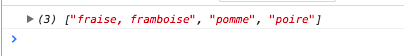 ▶(3) ["fraise, framboise", "pomme", "poire"]
>